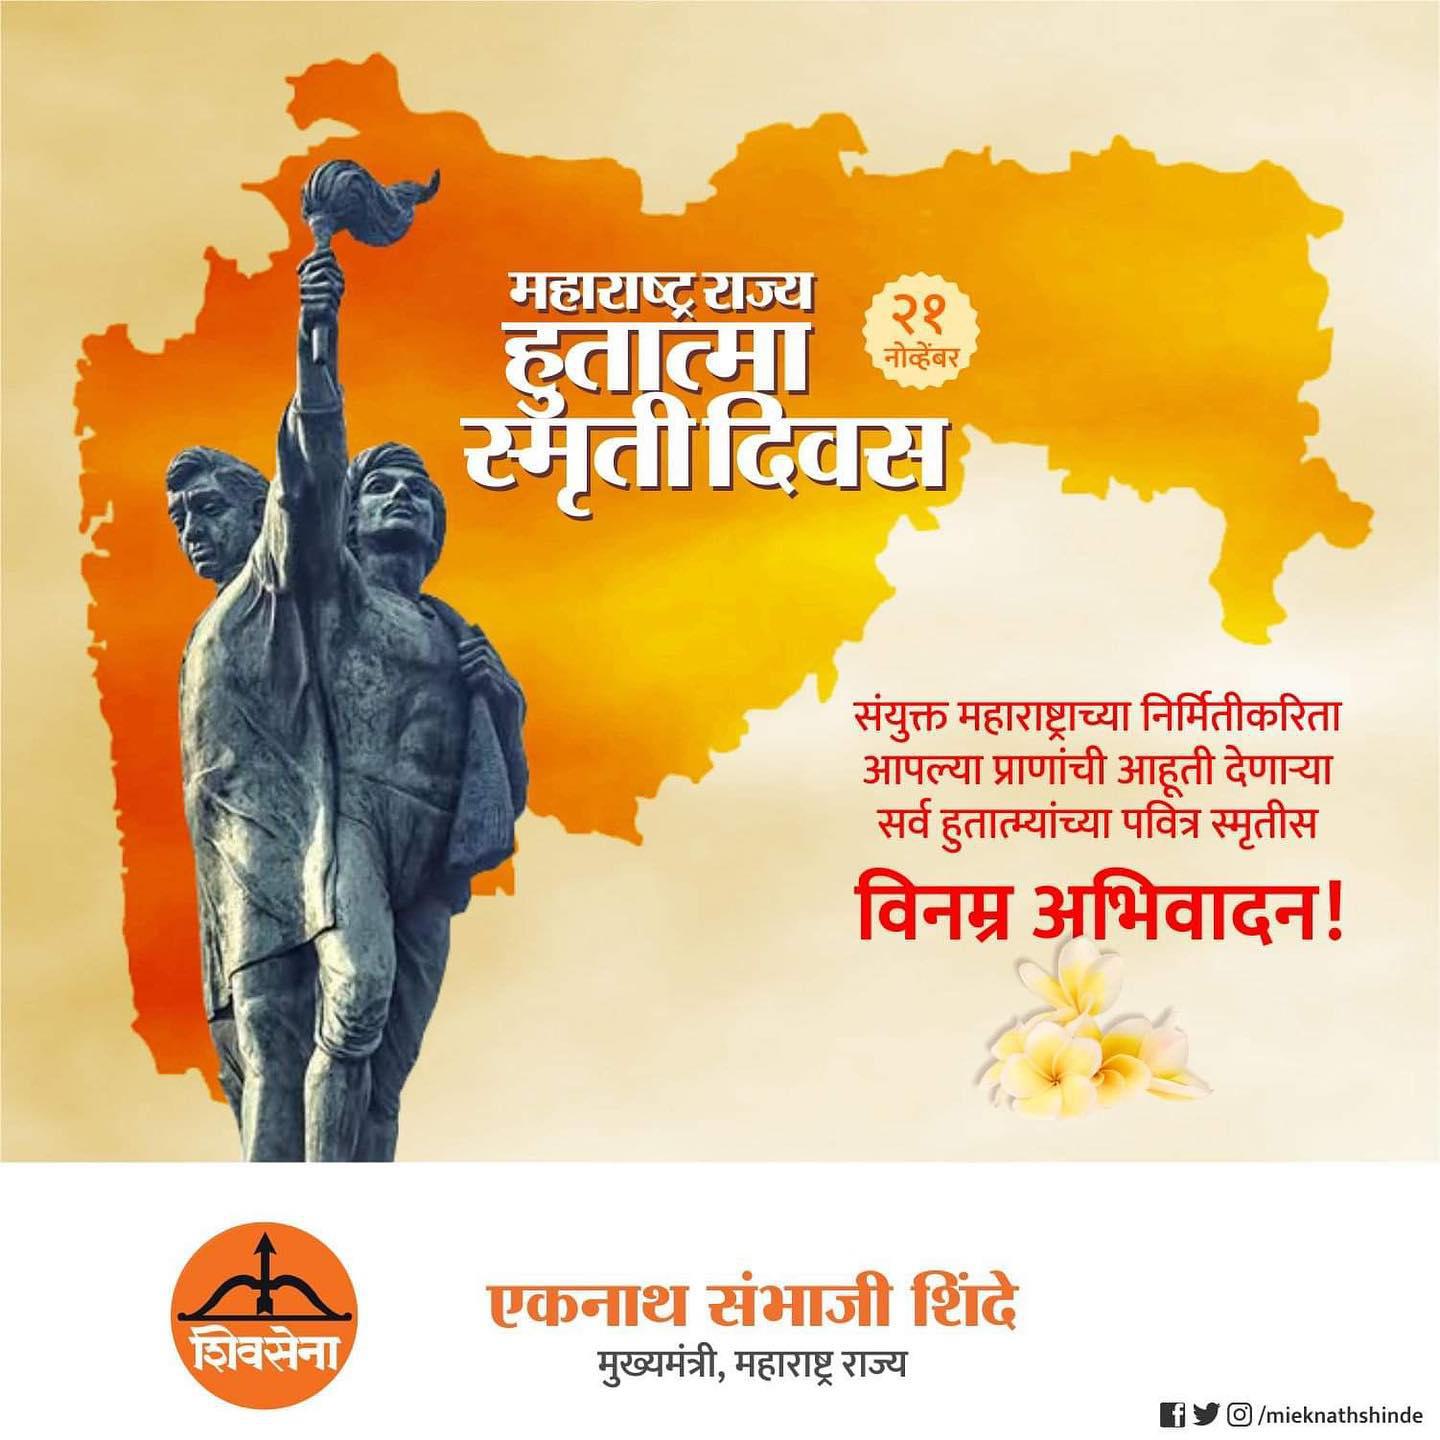 महाराष्ट्र राज्य
हुतात्मा
स्मृती दिवस
२१
नोव्हेंबर
संयुक्त महाराष्ट्राच्या निर्मितीकरिता
आपल्या प्राणांची आहूती देणाऱ्या
सर्व हुतात्म्यांच्या पवित्र स्मृतीस
विनम्र अभिवादन!
शिवसेना
एकनाथ संभाजी शिंदे
मुख्यमंत्री, महाराष्ट्र राज्य
/mieknathshinde